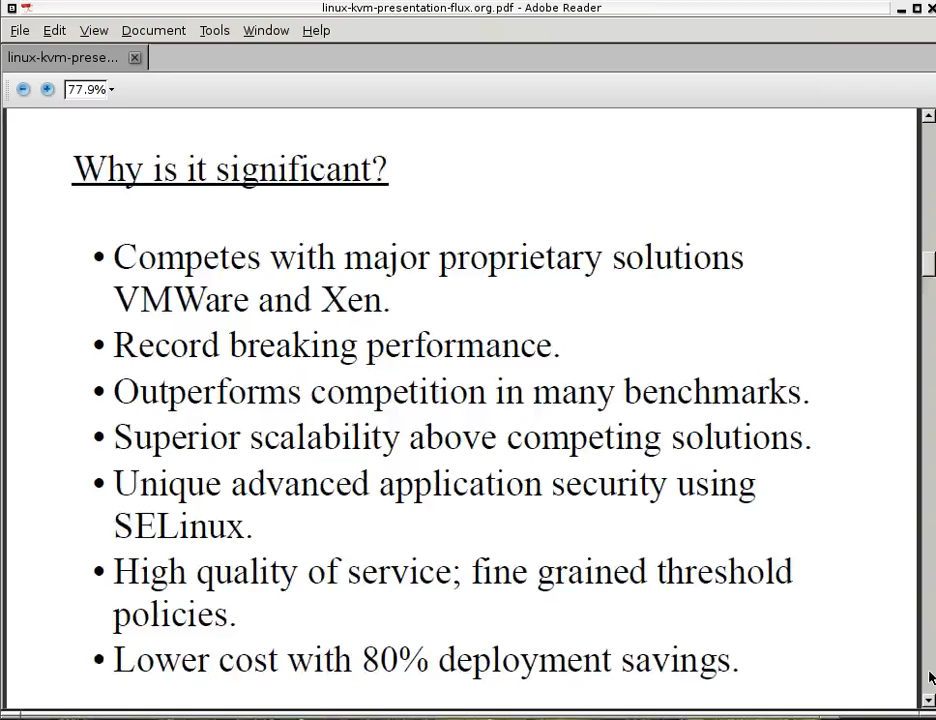 linux-kvm-presentation-flux.org.pdf - Adobe Reader
File Edit View Document Tools Window Help
linux-kvm-prese...
77.9%
Why is it significant?
• Competes with major proprietary solutions
VMWare and Xen.
• Record breaking performance.
• Outperforms competition in many benchmarks.
• Superior scalability above competing solutions.
• Unique advanced application security using
SELinux.
• High quality of service; fine grained threshold
policies.
• Lower cost with 80% deployment savings.